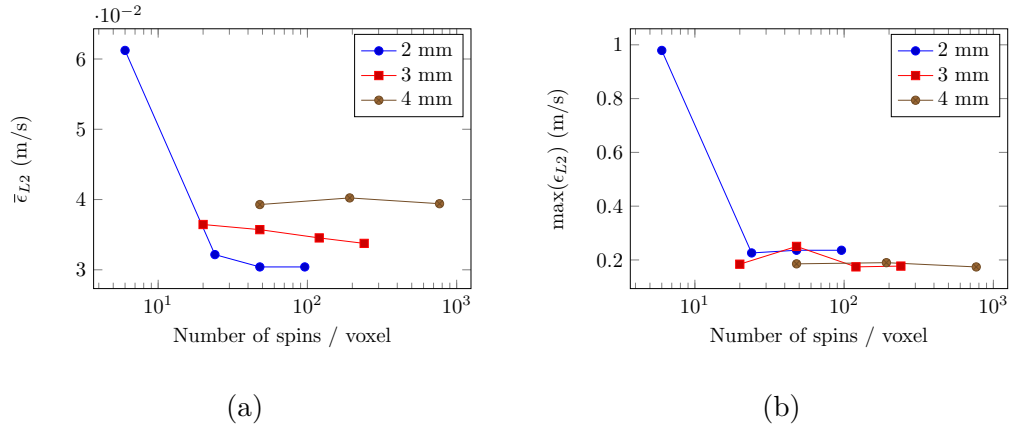 ·10⁻²
6
5
4
3
10¹
10²
10³
ϵ̄_L2 (m/s)
Number of spins / voxel
2 mm
3 mm
4 mm
(a)
1
0.8
0.6
0.4
0.2
10¹
10²
10³
max(ϵ_L2) (m/s)
Number of spins / voxel
2 mm
3 mm
4 mm
(b)